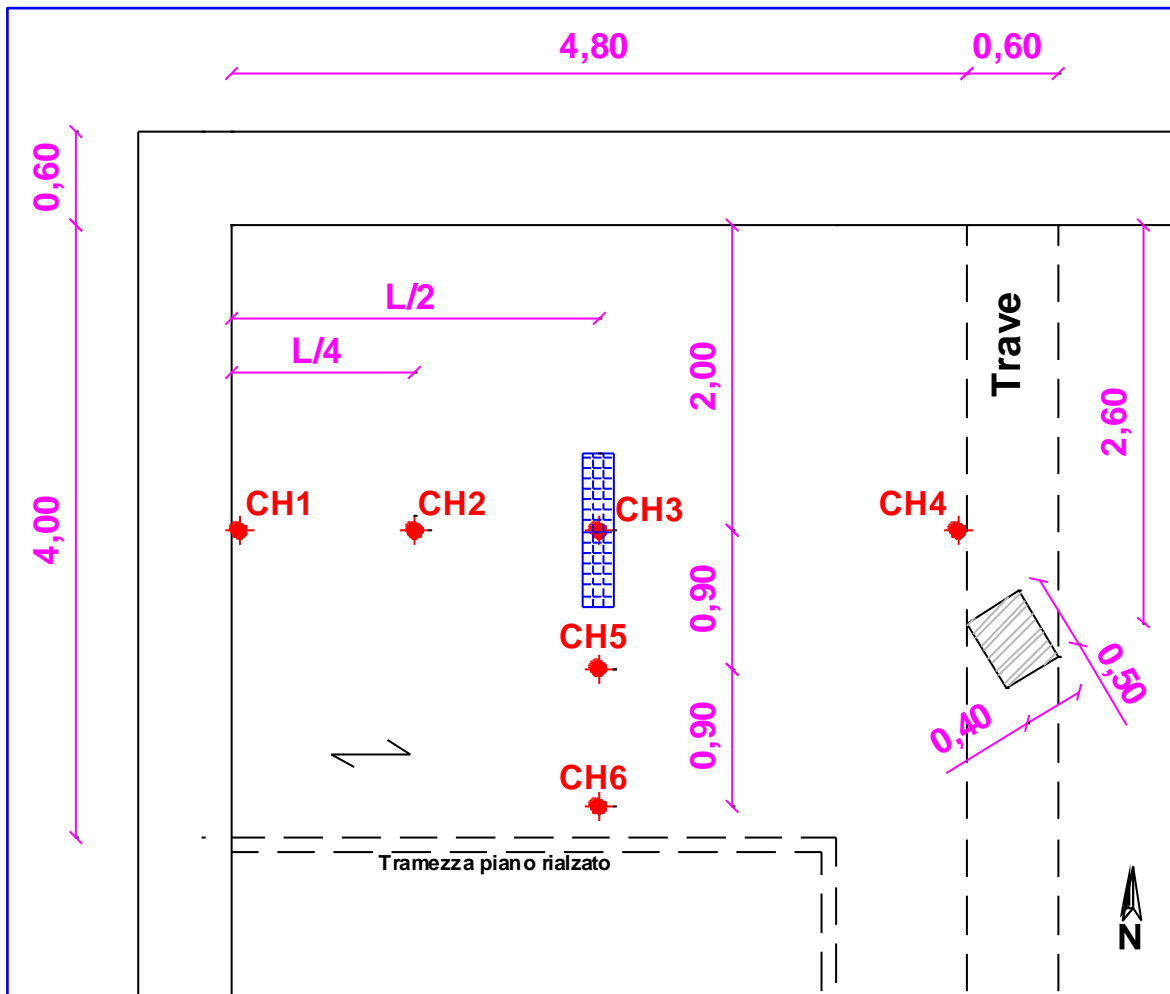 4,80
0,60
0,60
L/2
L/4
Trave
2,00
2,60
CH1
CH2
CH3
CH4
4,00
0,90
CH5
0,50
0,40
0,90
CH6
Tramezza piano rialzato
N